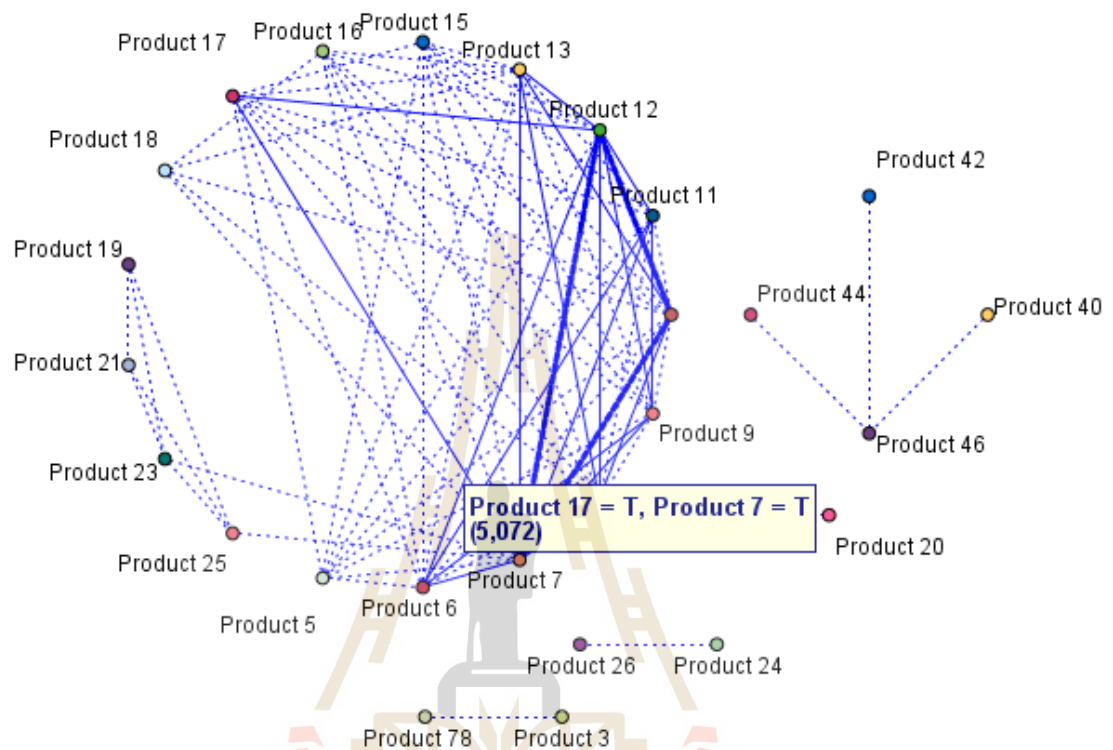 Product 15
Product 16
Product 17
Product 13
Product 12
Product 18
Product 42
Product 11
Product 19
Product 44
Product 40
Product 21
Product 9
Product 46
Product 23
Product 17 = T, Product 7 = T
(5,072)
Product 20
Product 25
Product 7
Product 6
Product 5
Product 26
Product 24
Product 78
Product 3